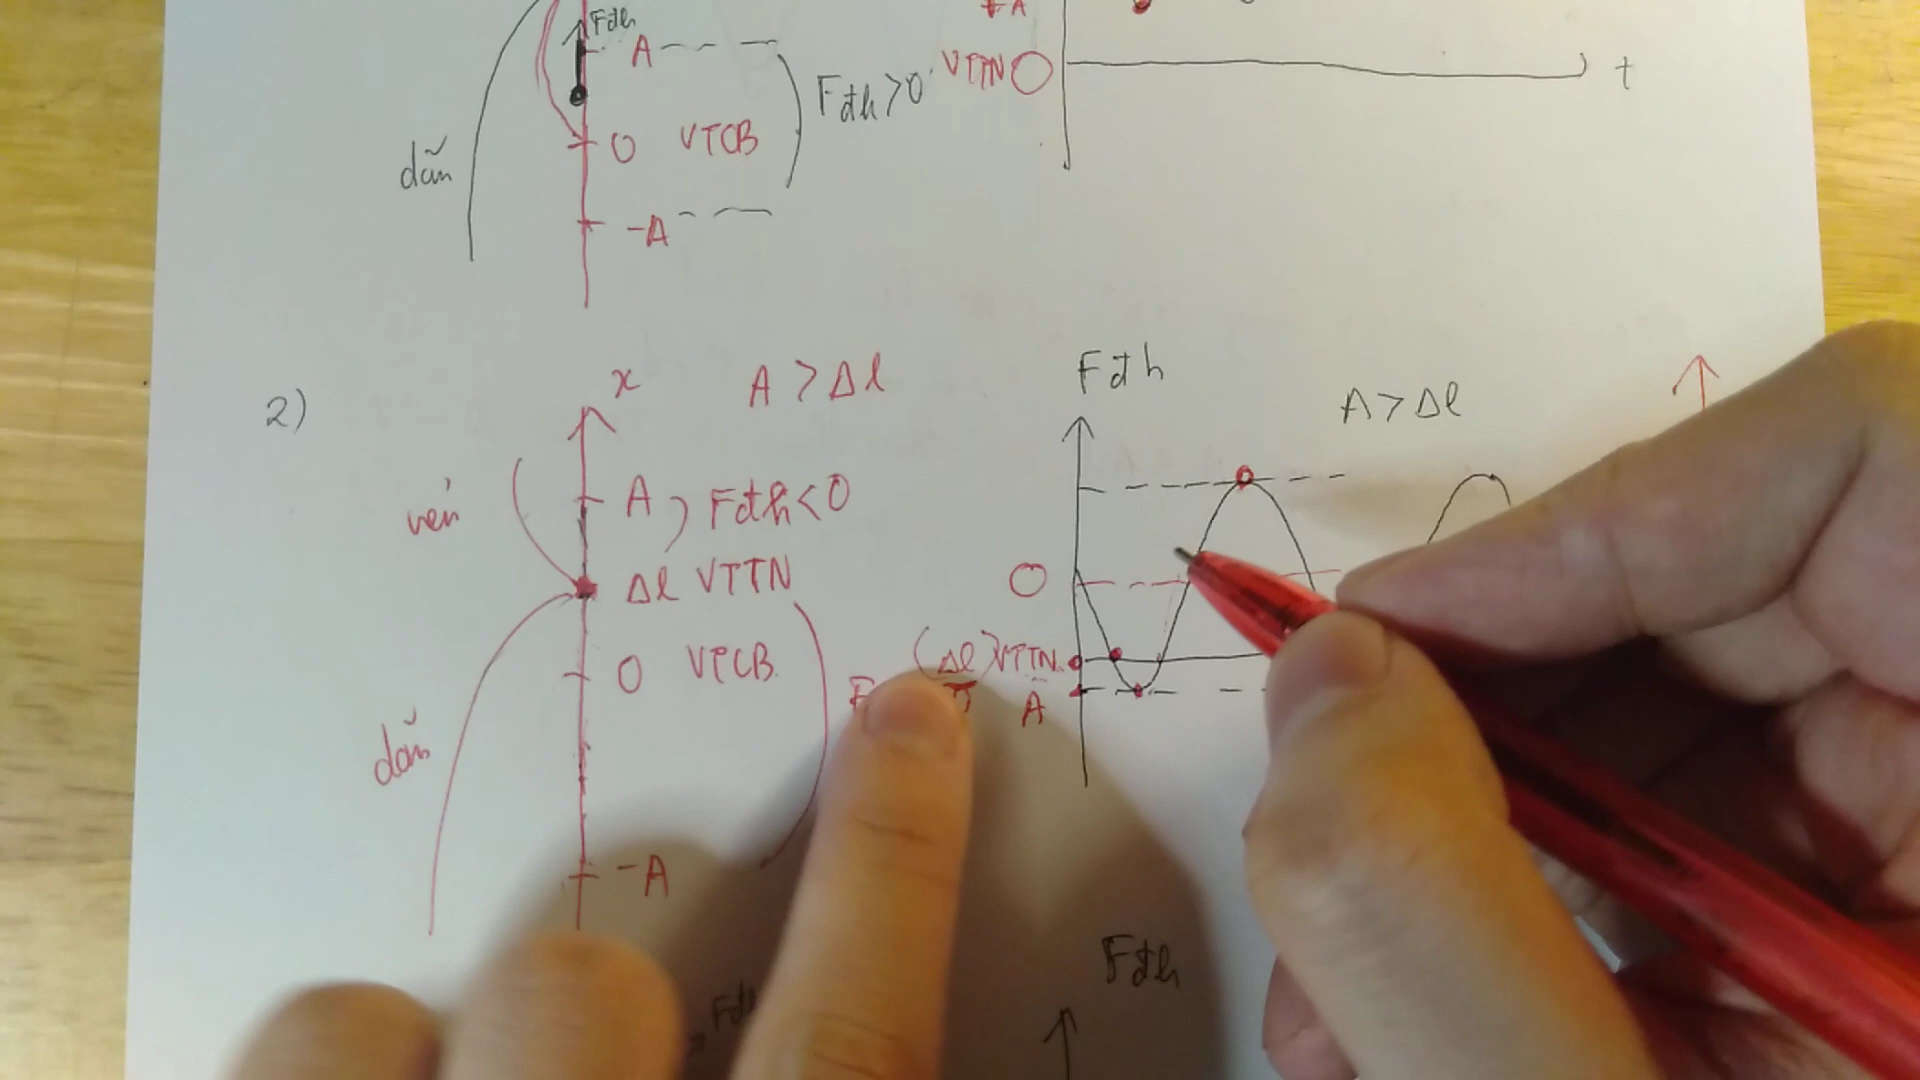 Fđh
A
Fđh>0
O VTCB
dãn
-A
+A
VTTN O
t
2)
x
A > Δl
nén
A
Fđh<0
Δl VTTN
O VTCB
dãn
-A
Fđh
A > Δl
O
(Δl) VTTN
A
Fđh
Fđh